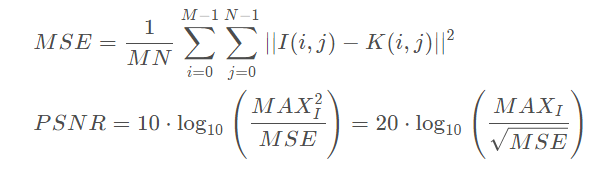 MSE = \frac{1}{MN} \sum_{i=0}^{M-1} \sum_{j=0}^{N-1} ||I(i,j) - K(i,j)||^2
PSNR = 10 \cdot \log_{10} \left( \frac{MAX_I^2}{MSE} \right) = 20 \cdot \log_{10} \left( \frac{MAX_I}{\sqrt{MSE}} \right)